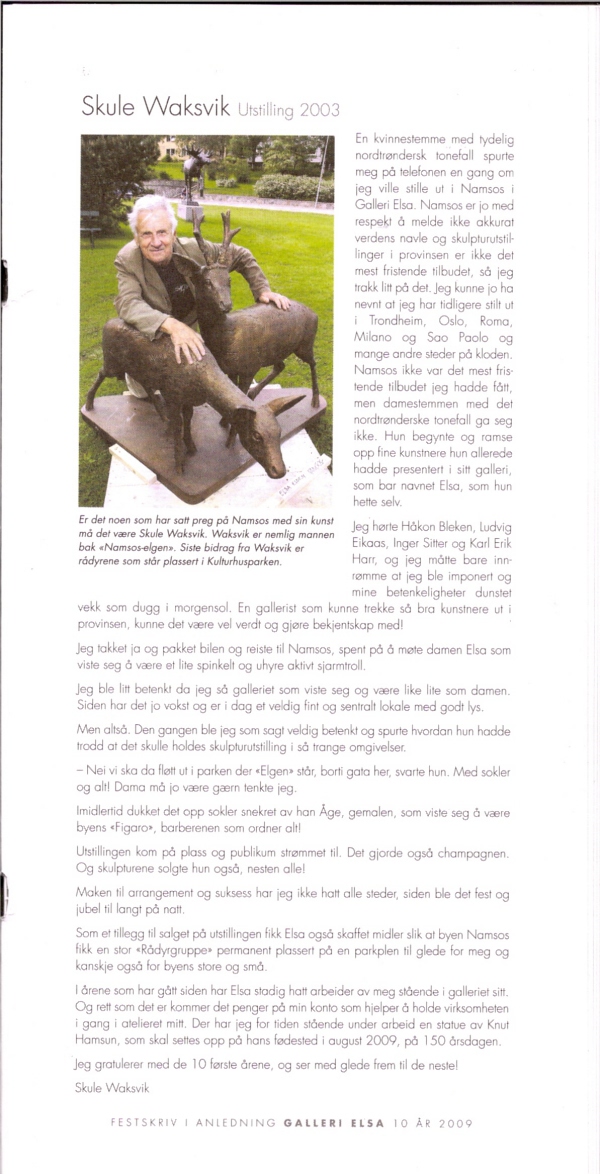 Skule Waksvik Utstilling 2003
En kvinnestemme med tydelig
nordtrøndersk tonefall spurte
meg på telefonen en gang om
jeg ville stille ut i Namsos i
Galleri Elsa. Namsos er jo med
respekt å melde ikke akkurat
verdens navle og skulpturutstil-
linger i provinsen er ikke det
mest fristende tilbudet, så jeg
trakk litt på det. Jeg kunne jo ha
nevnt at jeg har tidligere stilt ut
i Trondheim, Oslo, Roma,
Milano og Sao Paolo og
mange andre steder på kloden.
Namsos ikke var det mest fris-
tende tilbudet jeg hadde fått,
men damestemmen med det
nordtrønderske tonefall ga seg
ikke. Hun begynte og ramse
opp fine kunstnere hun allerede
hadde presentert i sitt galleri,
som bar navnet Elsa, som hun
hette selv.
Er det noen som har satt preg på Namsos med sin kunst
må det være Skule Waksvik. Waksvik er nemlig mannen
bak «Namsos-elgen». Siste bidrag fra Waksvik er
rådyrene som står plassert i Kulturhusparken.
Jeg hørte Håkon Bleken, Ludvig
Eikaas, Inger Sitter og Karl Erik
Harr, og jeg måtte bare inn-
rømme at jeg ble imponert og
mine betenkeligheter dunstet
vekk som dugg i morgensol. En gallerist som kunne trekke så bra kunstnere ut i
provinsen, kunne det være vel verdt og gjøre bekjentskap med!
Jeg takket ja og pakket bilen og reiste til Namsos, spent på å møte damen Elsa som
viste seg å være et lite spinkelt og uhyre aktivt sjarmtroll.
Jeg ble litt betenkt da jeg så galleriet som viste seg og være like lite som damen.
Siden har det jo vokst og er i dag et veldig fint og sentralt lokale med godt lys.
Men altså. Den gangen ble jeg som sagt veldig betenkt og spurte hvordan hun hadde
trodd at det skulle holdes skulpturutstilling i så trange omgivelser.
– Nei vi ska da fløtt ut i parken der «Elgen» står, borti gata her, svarte hun. Med sokler
og alt! Dama må jo være gærn tenkte jeg.
Imidlertid dukket det opp sokler snekret av han Åge, gemalen, som viste seg å være
byens «Figaro», barberenen som ordner alt!
Utstillingen kom på plass og publikum strømmet til. Det gjorde også champagnen.
Og skulpturene solgte hun også, nesten alle!
Maken til arrangement og suksess har jeg ikke hatt alle steder, siden ble det fest og
jubel til langt på natt.
Som et tillegg til salget på utstillingen fikk Elsa også skaffet midler slik at byen Namsos
fikk en stor «Rådyrgruppe» permanent plassert på en parkplen til glede for meg og
kanskje også for byens store og små.
I årene som har gått siden har Elsa stadig hatt arbeider av meg stående i galleriet sitt.
Og rett som det er kommer det penger på min konto som hjelper å holde virksomheten
i gang i atelieret mitt. Der har jeg for tiden stående under arbeid en statue av Knut
Hamsun, som skal settes opp på hans fødested i august 2009, på 150 årsdagen.
Jeg gratulerer med de 10 første årene, og ser med glede frem til de neste!
Skule Waksvik
FESTSKRIV I ANLEDNING GALLERI ELSA 10 ÅR 2009